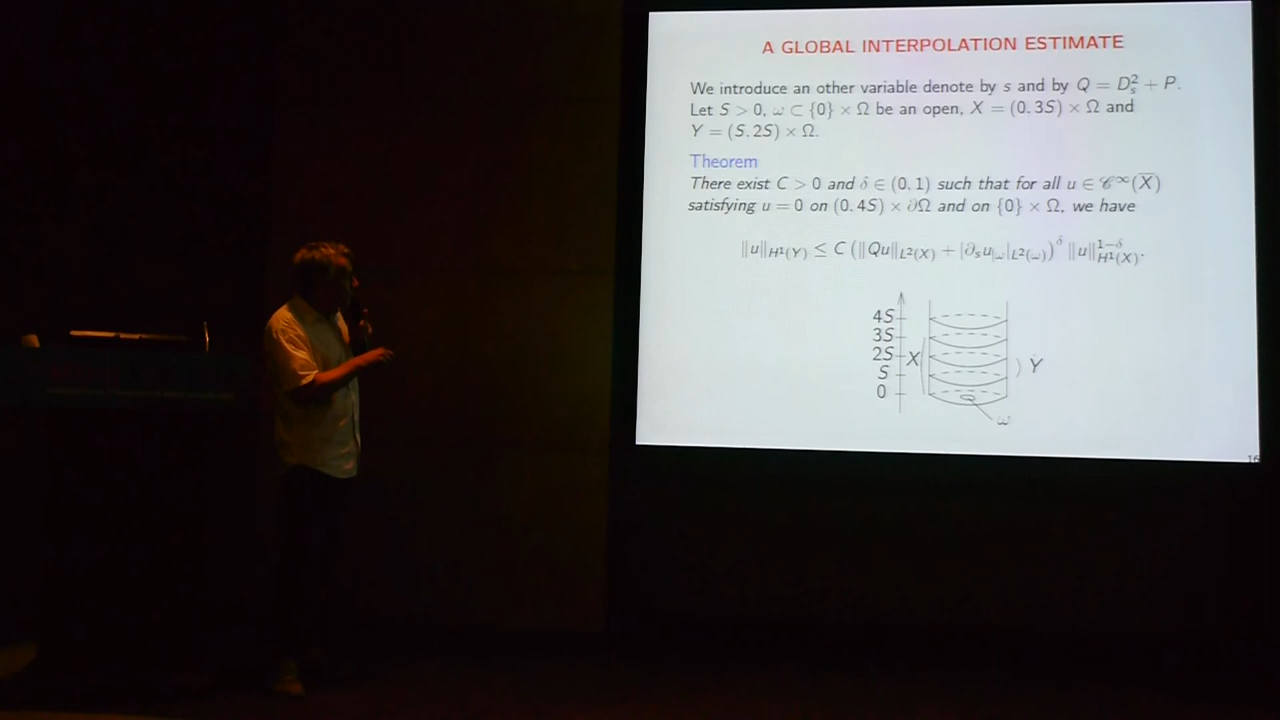 A GLOBAL INTERPOLATION ESTIMATE
We introduce an other variable denote by s and by Q = D_s^2 + P.
Let S > 0, ω ⊂ {0} × Ω be an open, X = (0, 3S) × Ω and
Y = (S, 2S) × Ω.
Theorem
There exist C > 0 and δ ∈ (0, 1) such that for all u ∈ 𝒞^∞(X̅)
satisfying u = 0 on (0, 4S) × ∂Ω and on {0} × Ω, we have
‖u‖_{H^1(Y)} ≤ C (‖Qu‖_{L^2(X)} + |∂_s u_{|ω}|_{L^2(ω)})^δ ‖u‖_{H^1(X)}^{1−δ}.
4S
3S
2S X
Y
S
0
ω
16